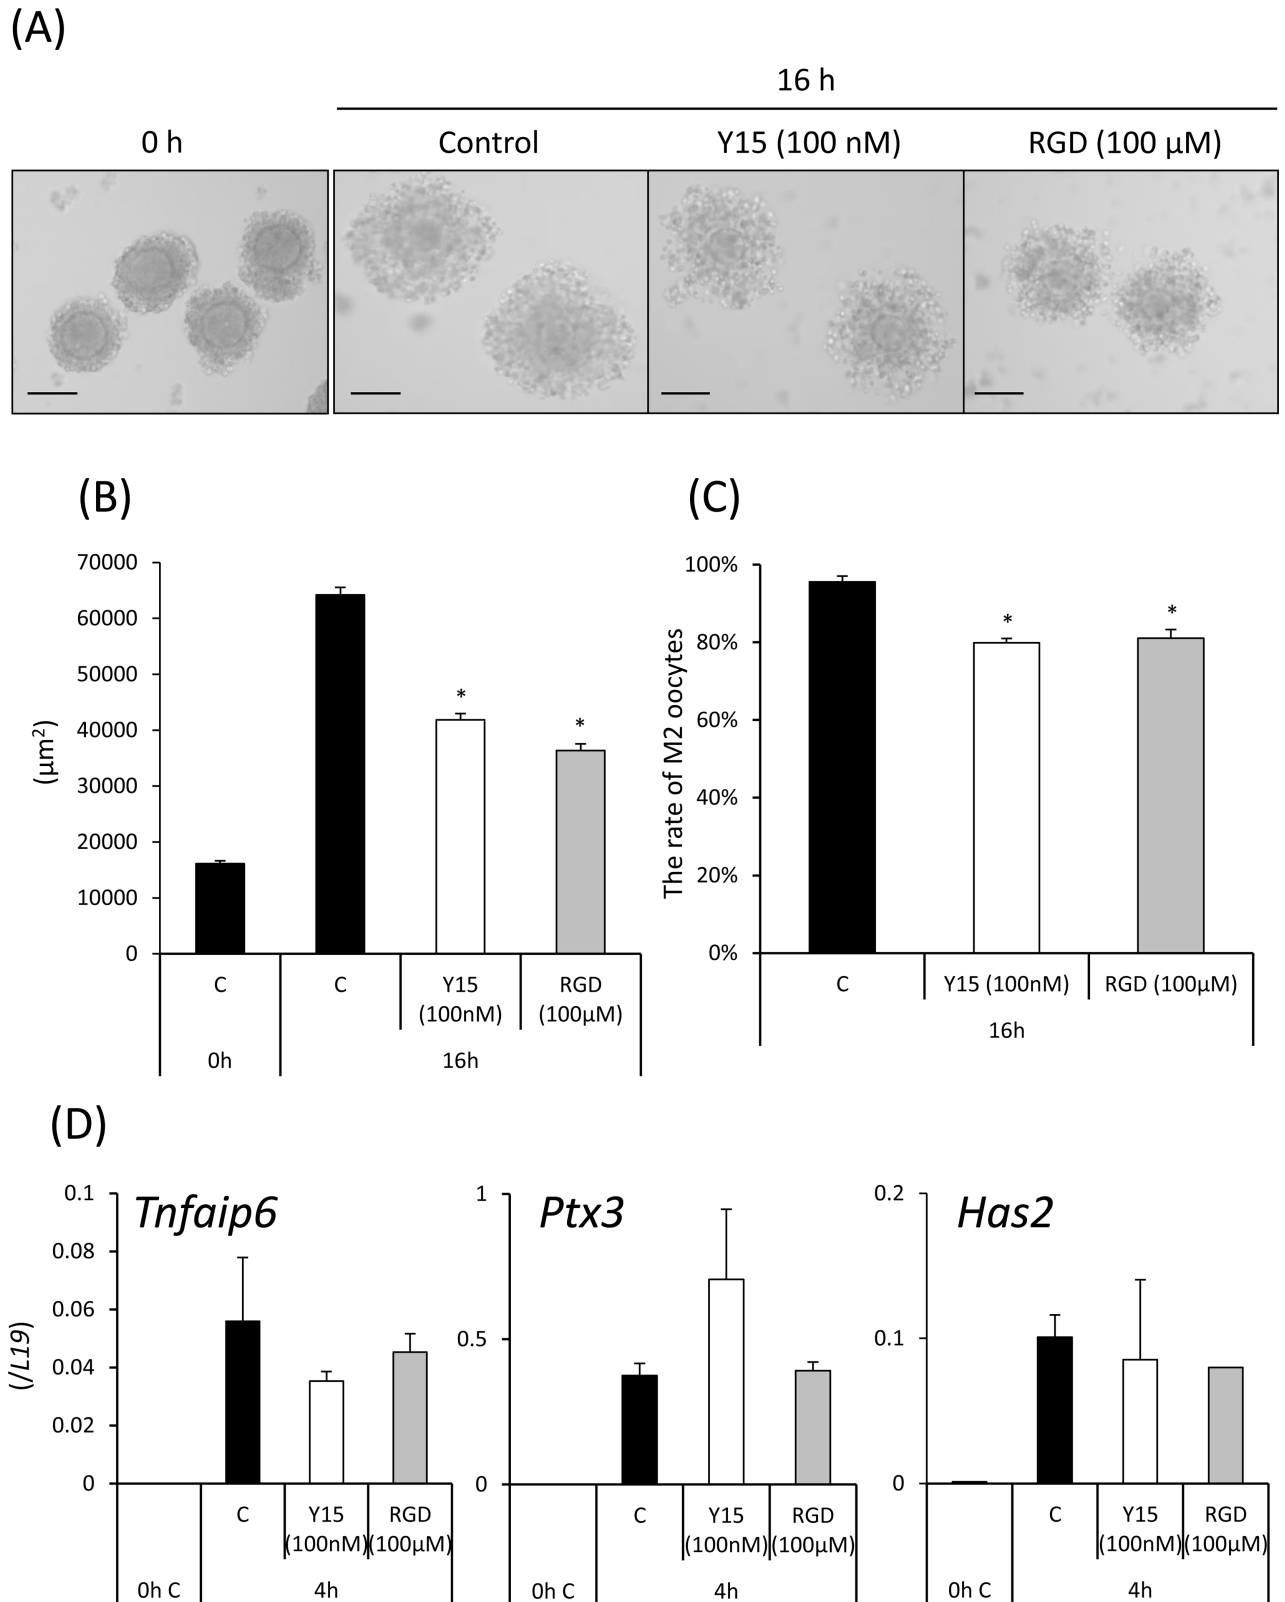 (A)
16 h
0 h
Control
Y15 (100 nM)
RGD (100 μM)
(B)
70000
60000
50000
40000
30000
20000
10000
0
(μm²)
*
*
C
C
Y15
(100nM)
RGD
(100μM)
0h
16h
(C)
100%
80%
60%
40%
20%
0%
The rate of M2 oocytes
*
*
C
Y15 (100nM)
RGD (100μM)
16h
(D)
Tnfaip6
0.1
0.08
0.06
0.04
0.02
0
(/L19)
C
Y15
(100nM)
RGD
(100μM)
0h C
4h
Ptx3
1
0.5
0
C
Y15
(100nM)
RGD
(100μM)
0h C
4h
Has2
0.2
0.1
0
C
Y15
(100nM)
RGD
(100μM)
0h C
4h